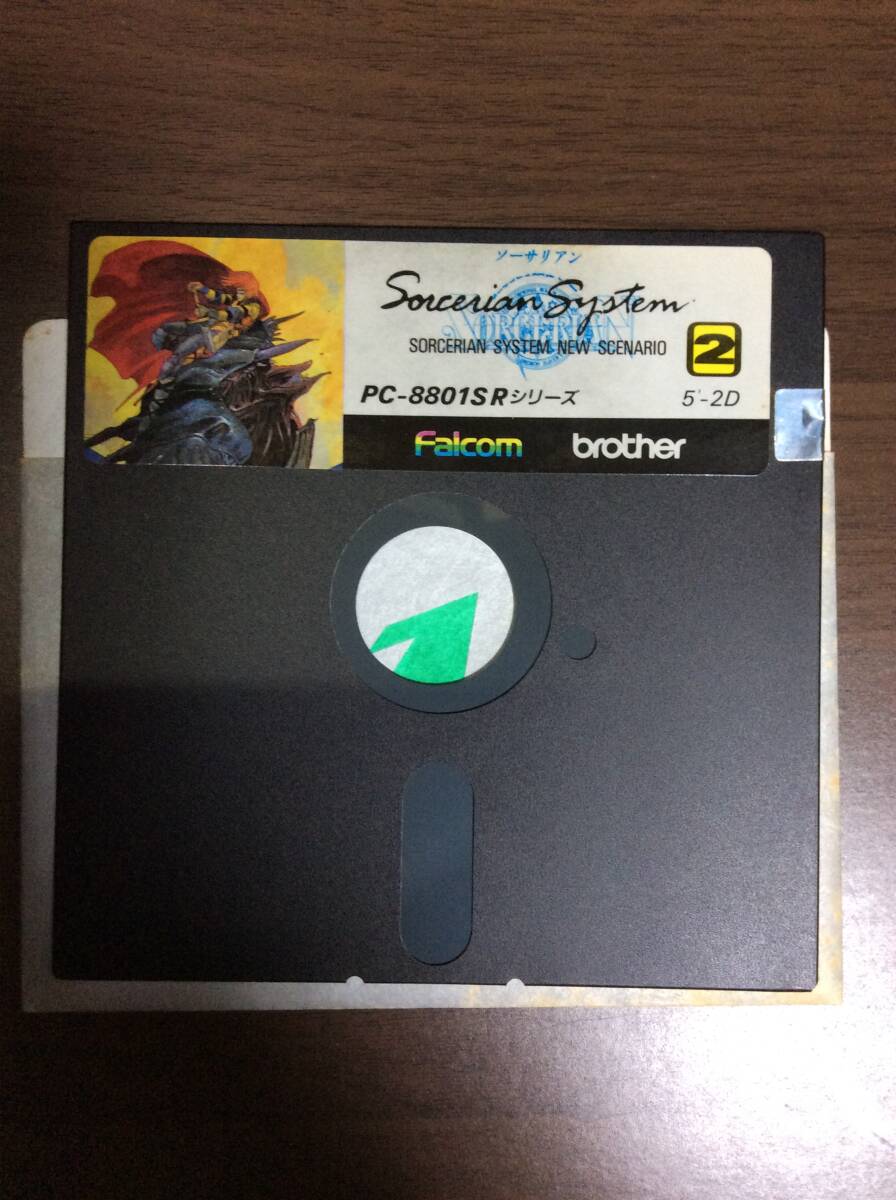 ソーサリアン
Sorcerian System
SORCERIAN
SORCERIAN SYSTEM NEW SCENARIO 2
PC-8801SRシリーズ 5"-2D
Falcom brother